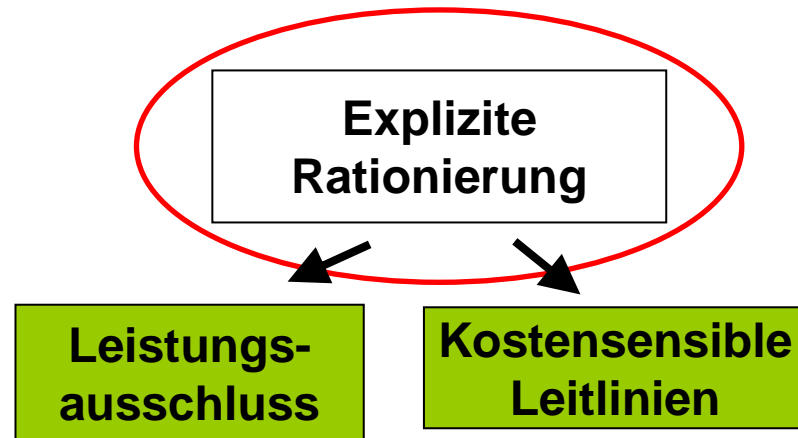 Explizite
Rationierung
Leistungs-
ausschluss
Kostensensible
Leitlinien